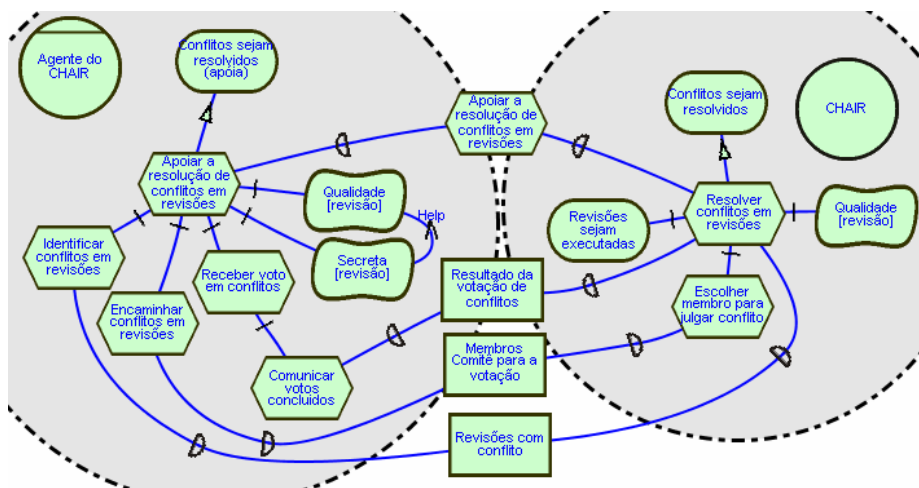 Agente do
CHAIR
Conflitos sejam
resolvidos
(apóia)
Apoiar a
resolução de
conflitos em
revisões
Conflitos sejam
resolvidos
CHAIR
Apoiar a
resolução de
conflitos em
revisões
Qualidade
[revisão]
Help
Secreta
[revisão]
Identificar
conflitos em
revisões
Receber voto
em conflitos
Encaminhar
conflitos em
revisões
Comunicar
votos
concluidos
Revisões
sejam
executadas
Resolver
conflitos em
revisões
Qualidade
[revisão]
Resultado da
votação de
conflitos
Escolher
membro para
julgar conflito
Membros
Comitê para a
votação
Revisões com
conflito